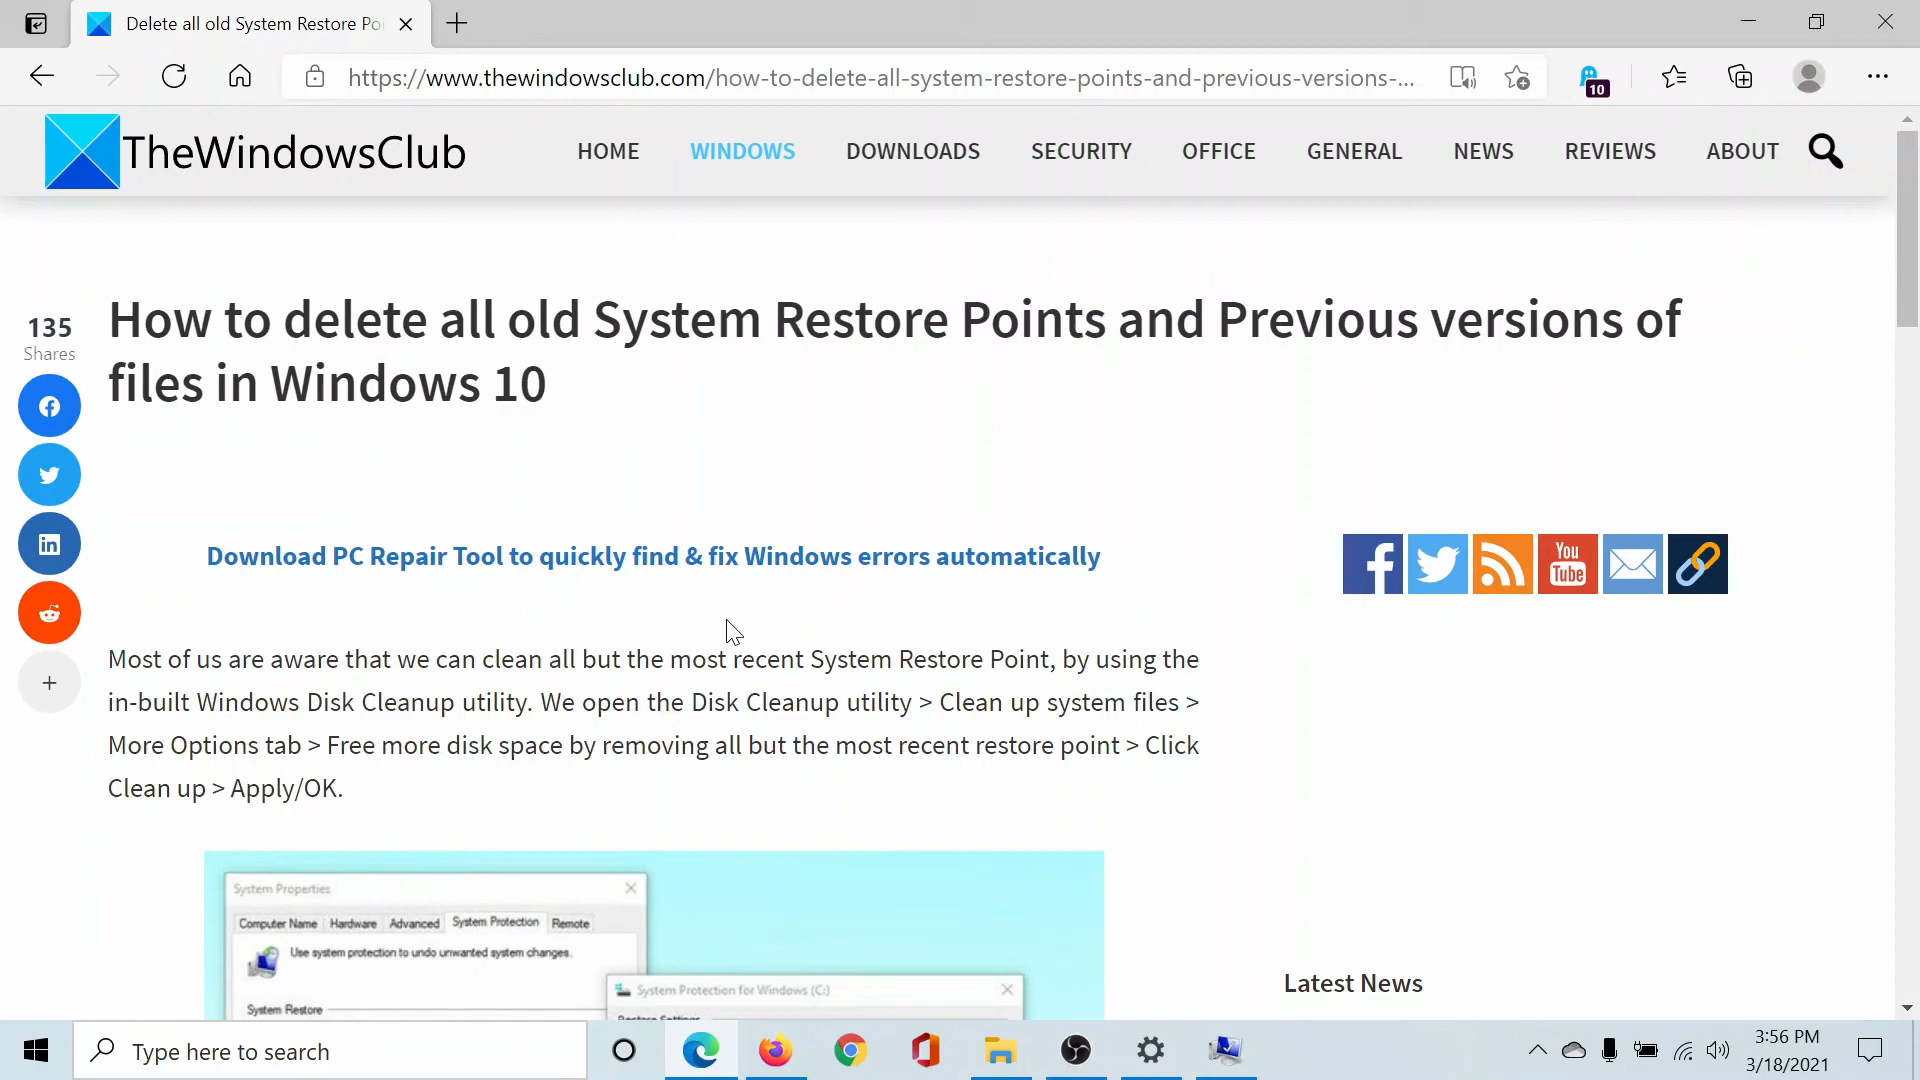 Delete all old System Restore Poi
https://www.thewindowsclub.com/how-to-delete-all-system-restore-points-and-previous-versions-...
10
TheWindowsClub
HOME WINDOWS DOWNLOADS SECURITY OFFICE GENERAL NEWS REVIEWS ABOUT
135
Shares
How to delete all old System Restore Points and Previous versions of
files in Windows 10
Download PC Repair Tool to quickly find & fix Windows errors automatically
You
Tube
Most of us are aware that we can clean all but the most recent System Restore Point, by using the
in-built Windows Disk Cleanup utility. We open the Disk Cleanup utility > Clean up system files >
More Options tab > Free more disk space by removing all but the most recent restore point > Click
Clean up > Apply/OK.
System Properties
Computer Name Hardware Advanced System Protection Remote
Use system protection to undo unwanted system changes.
System Restore
System Protection for Windows (C:)
Restore Settings
Latest News
Type here to search
3:56 PM
3/18/2021